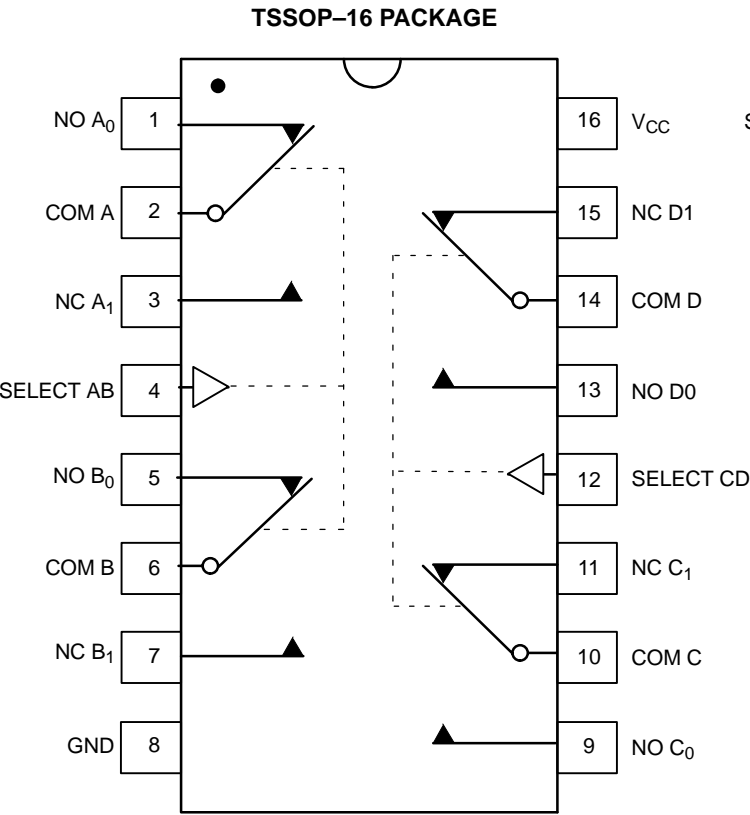 TSSOP–16 PACKAGE
NO A0 1
COM A 2
NC A1 3
SELECT AB 4
NO B0 5
COM B 6
NC B1 7
GND 8
16 VCC
15 NC D1
14 COM D
13 NO D0
12 SELECT CD
11 NC C1
10 COM C
9 NO C0